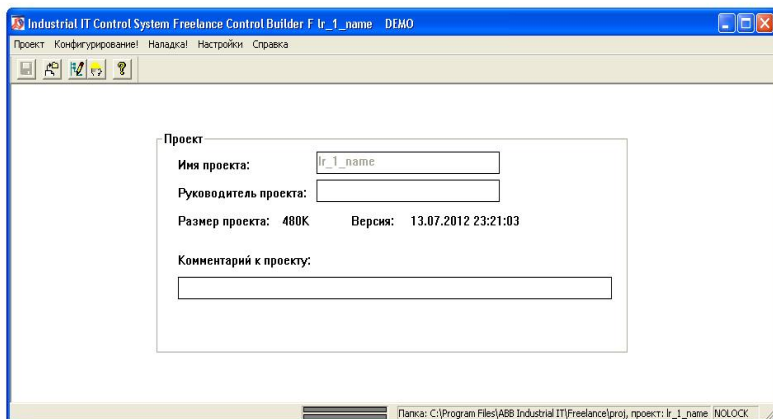 Industrial IT Control System Freelance Control Builder F lr_1_name DEMO
Проект Конфигурирование! Наладка! Настройки Справка
Проект
Имя проекта: lr_1_name
Руководитель проекта:
Размер проекта: 480K Версия: 13.07.2012 23:21:03
Комментарий к проекту:
Папка: C:\Program Files\ABB Industrial IT\Freelance\proj, проект: lr_1_name NOLOCK